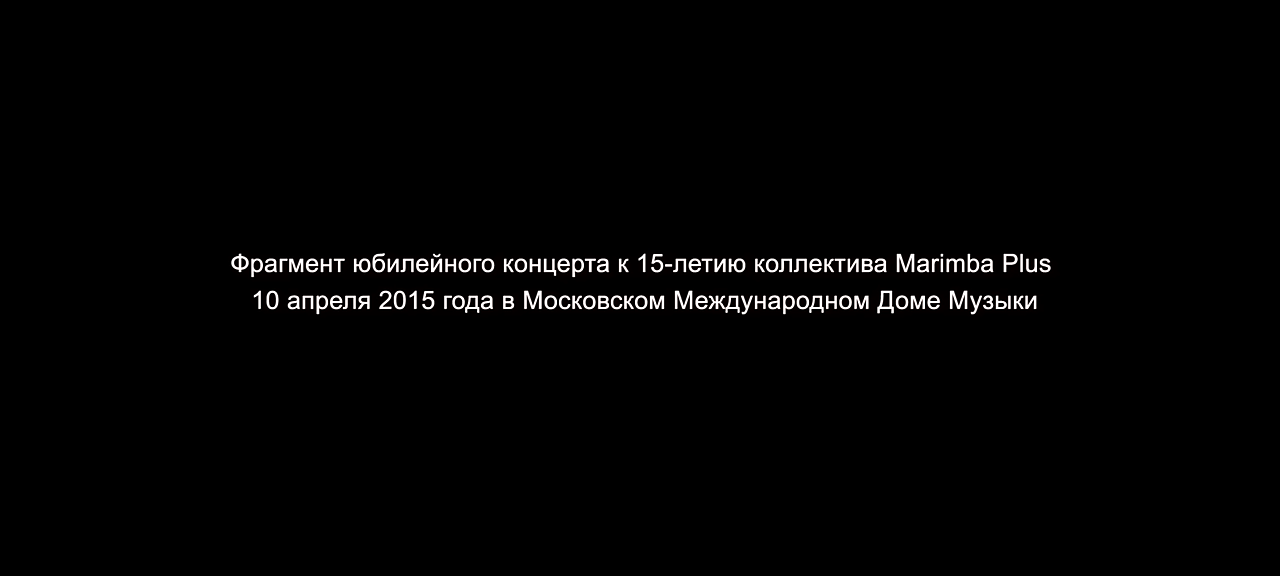 Фрагмент юбилейного концерта к 15-летию коллектива Marimba Plus
10 апреля 2015 года в Московском Международном Доме Музыки